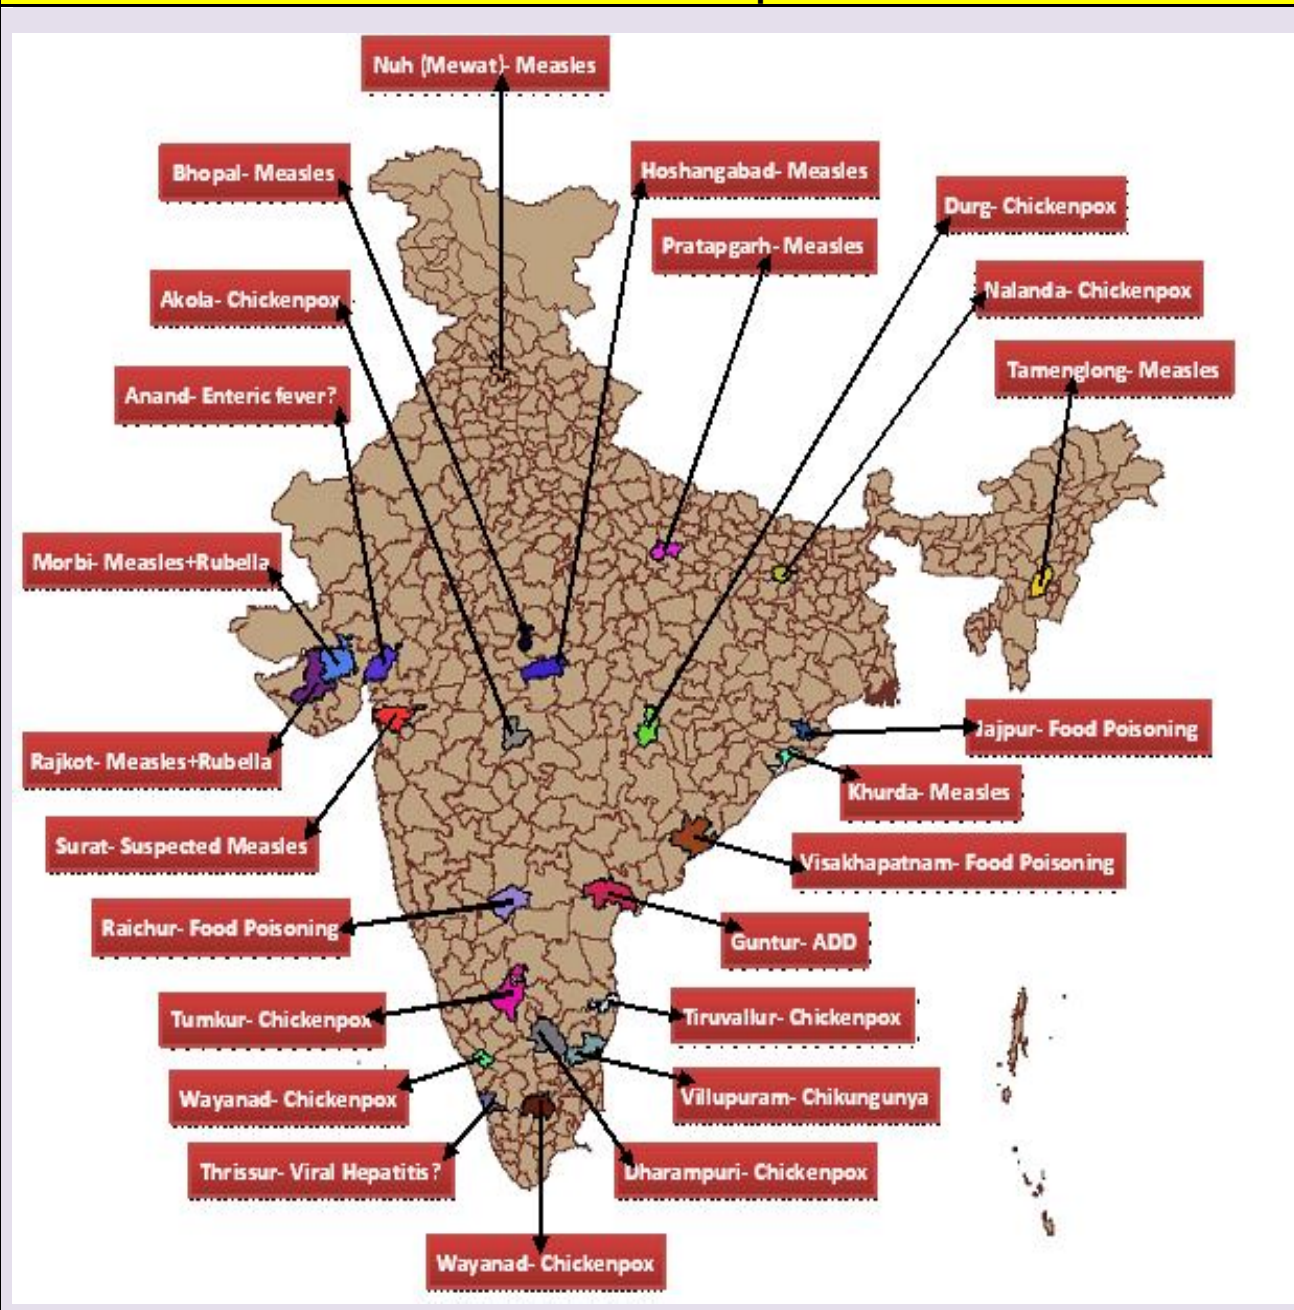 Nuh (Mewat)- Measles
Bhopal- Measles
Hoshangabad- Measles
Durg- Chickenpox
Pratapgarh- Measles
Akola- Chickenpox
Nalanda- Chickenpox
Anand- Enteric fever?
Tamenglong- Measles
Morbi- Measles+Rubella
Rajkot- Measles+Rubella
Jajpur- Food Poisoning
Khurda- Measles
Surat- Suspected Measles
Visakhapatnam- Food Poisoning
Raichur- Food Poisoning
Guntur- ADD
Tumkur- Chickenpox
Tiruvallur- Chickenpox
Wayanad- Chickenpox
Villupuram- Chikungunya
Thrissur- Viral Hepatitis?
Dharampuri- Chickenpox
Wayanad- Chickenpox